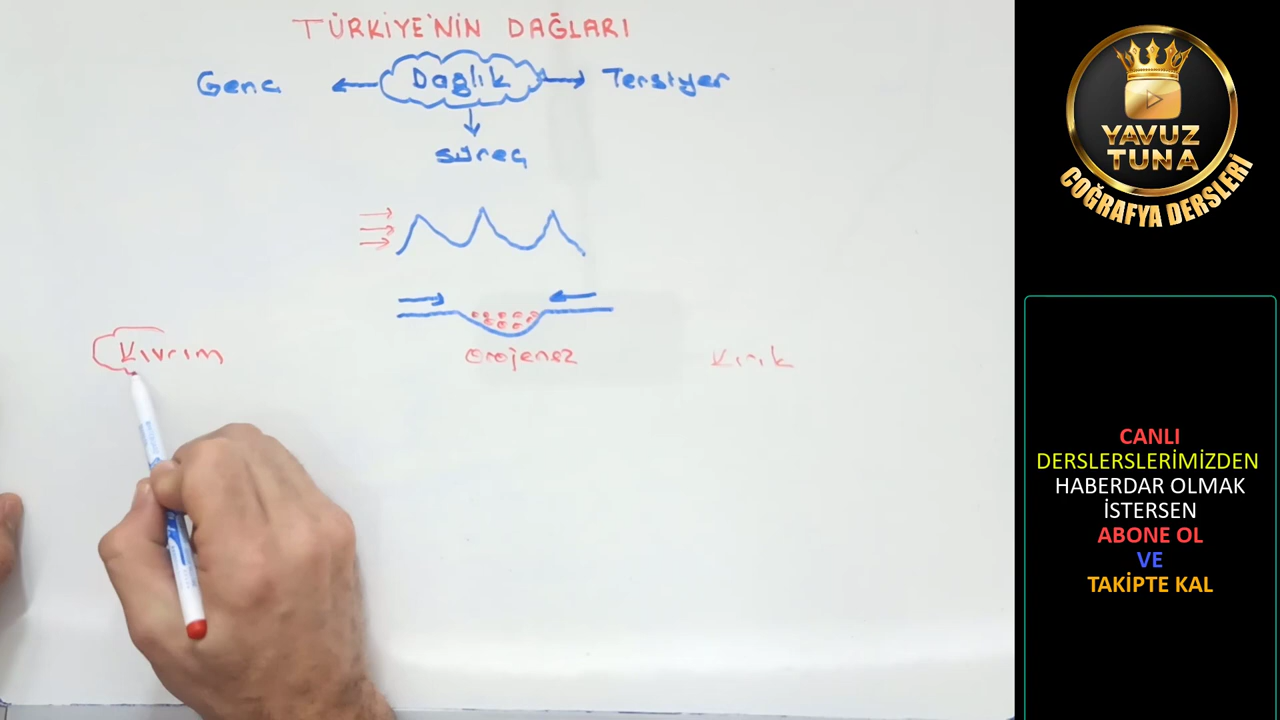 TÜRKİYE'NİN DAĞLARI
Genç Dağlık Tersiyer
süreç
Kıvrım Orojenez Kırık
YAVUZ
TUNA
COĞRAFYA DERSLERİ
CANLI
DERSLERSLERİMİZDEN
HABERDAR OLMAK
İSTERSEN
ABONE OL
VE
TAKİPTE KAL